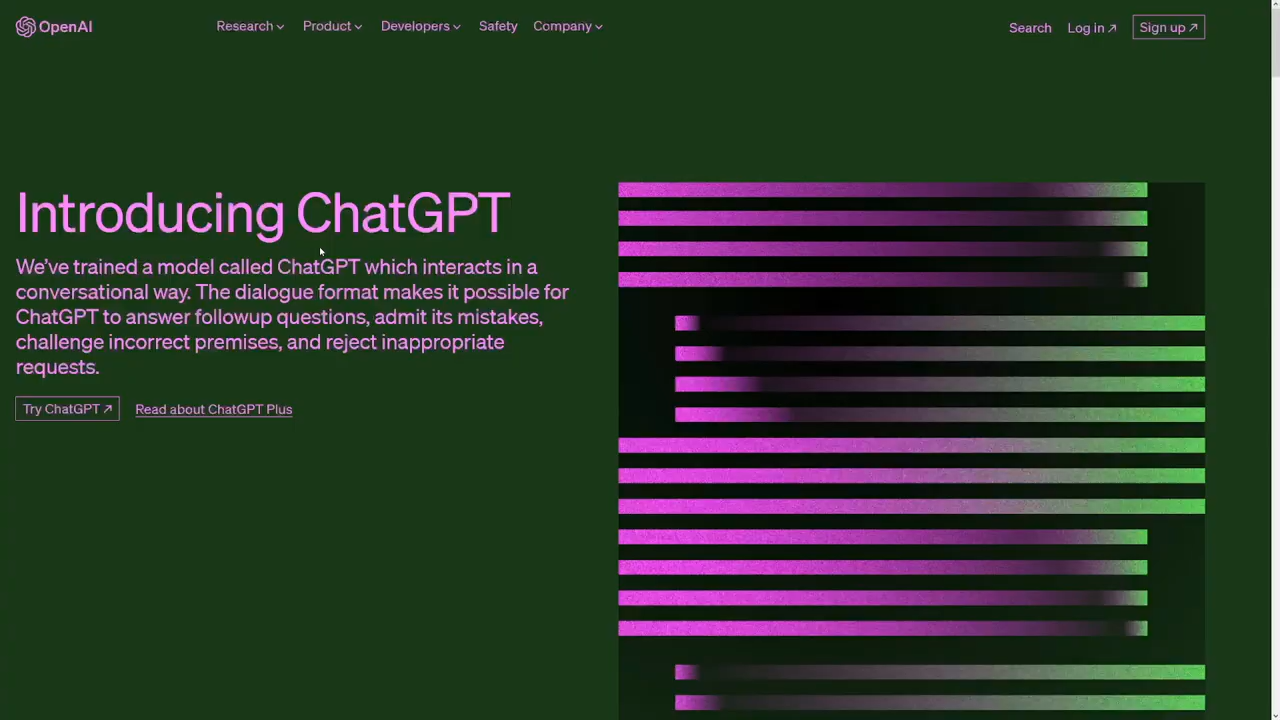 OpenAI
Research
Product
Developers
Safety
Company
Search
Log in ↗
Sign up ↗
Introducing ChatGPT
We’ve trained a model called ChatGPT which interacts in a
conversational way. The dialogue format makes it possible for
ChatGPT to answer followup questions, admit its mistakes,
challenge incorrect premises, and reject inappropriate
requests.
Try ChatGPT ↗
Read about ChatGPT Plus